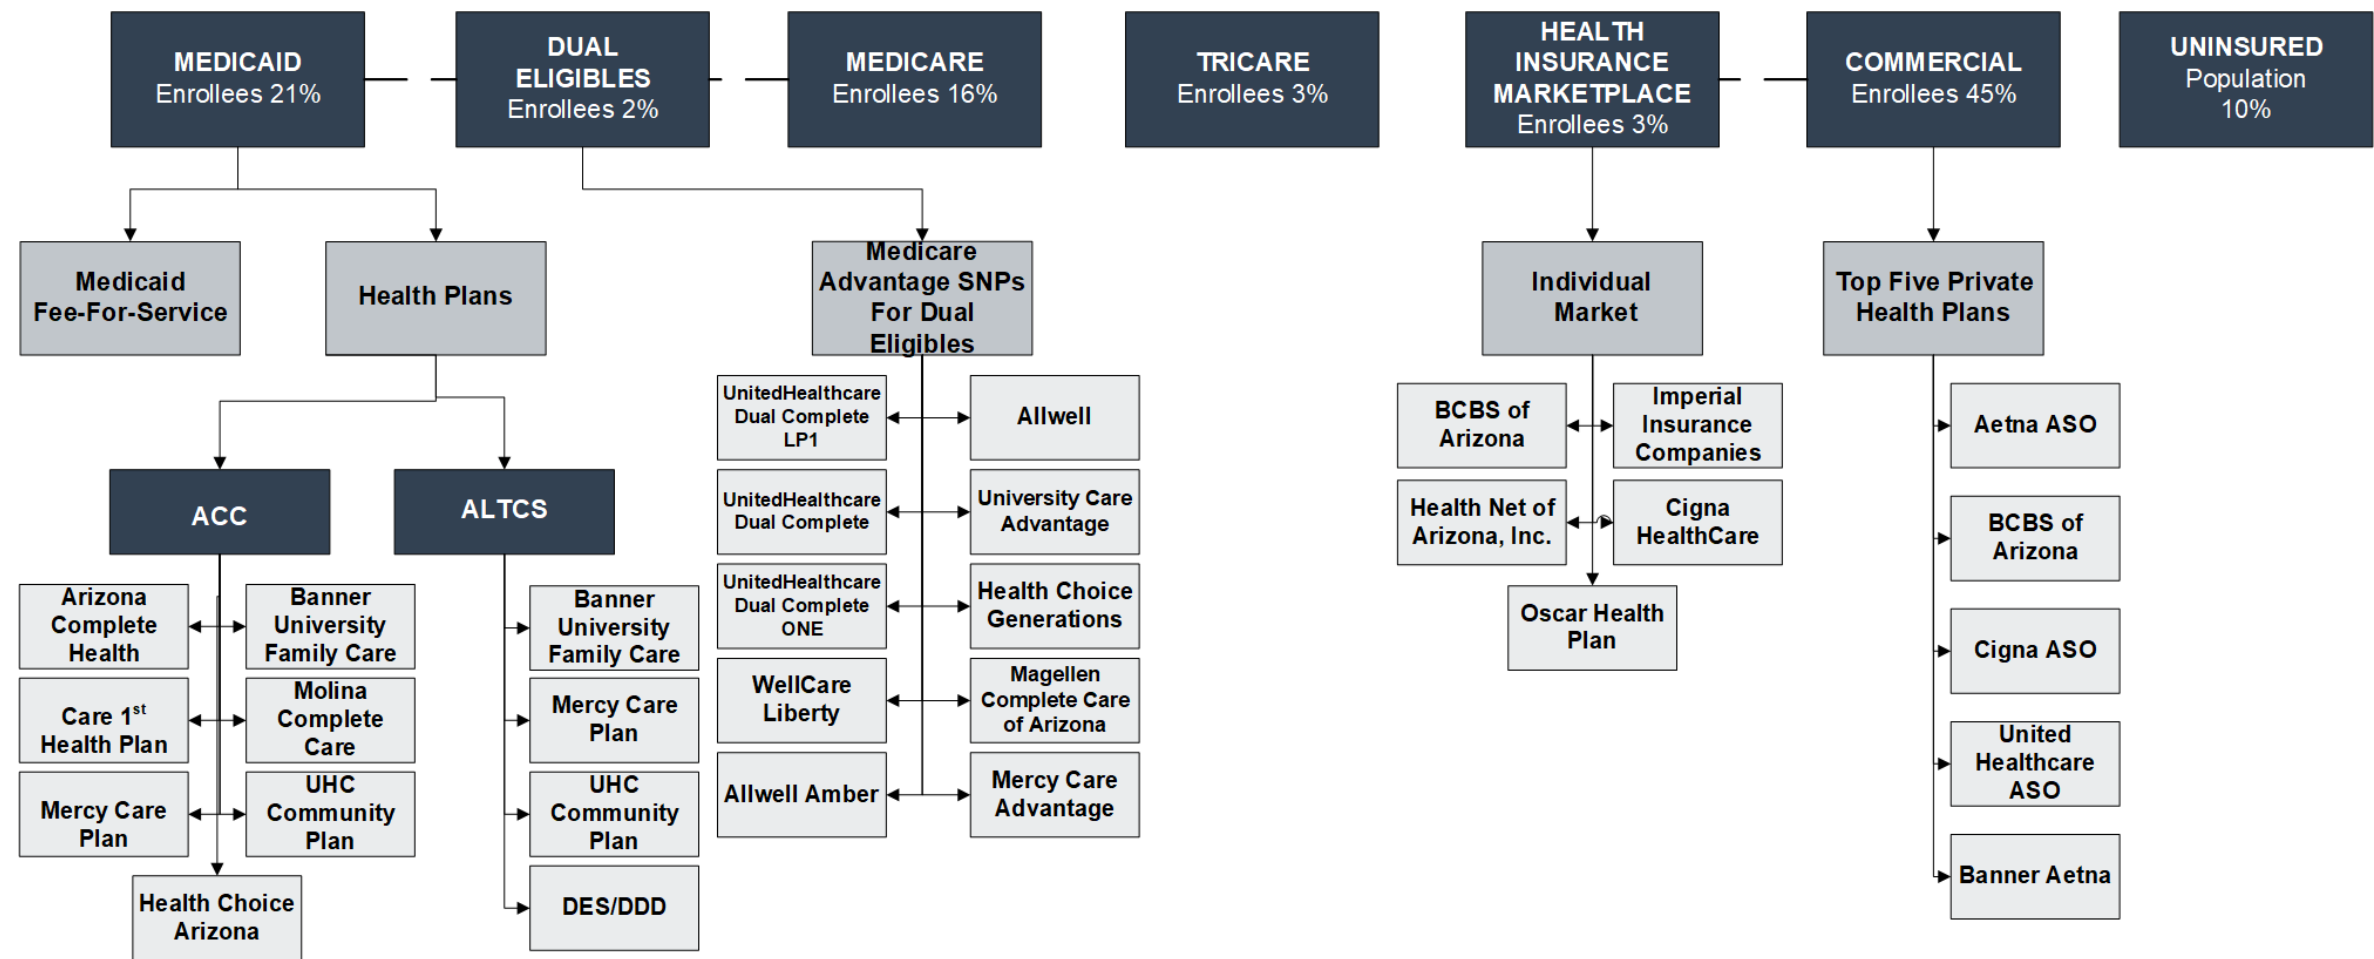 MEDICAID
Enrollees 21%
DUAL
ELIGIBLES
Enrollees 2%
MEDICARE
Enrollees 16%
TRICARE
Enrollees 3%
HEALTH
INSURANCE
MARKETPLACE
Enrollees 3%
COMMERCIAL
Enrollees 45%
UNINSURED
Population
10%
Medicaid
Fee-For-Service
Health Plans
Medicare
Advantage SNPs
For Dual
Eligibles
Individual
Market
Top Five Private
Health Plans
ACC
ALTCS
Arizona
Complete
Health
Banner
University
Family Care
Care 1st
Health Plan
Molina
Complete
Care
Mercy Care
Plan
UHC
Community
Plan
Health Choice
Arizona
Banner
University
Family Care
Mercy Care
Plan
UHC
Community
Plan
DES/DDD
UnitedHealthcare
Dual Complete
LP1
Allwell
UnitedHealthcare
Dual Complete
University Care
Advantage
UnitedHealthcare
Dual Complete
ONE
Health Choice
Generations
WellCare
Liberty
Magellen
Complete Care
of Arizona
Allwell Amber
Mercy Care
Advantage
BCBS of
Arizona
Imperial
Insurance
Companies
Health Net of
Arizona, Inc.
Cigna
HealthCare
Oscar Health
Plan
Aetna ASO
BCBS of
Arizona
Cigna ASO
United
Healthcare
ASO
Banner Aetna